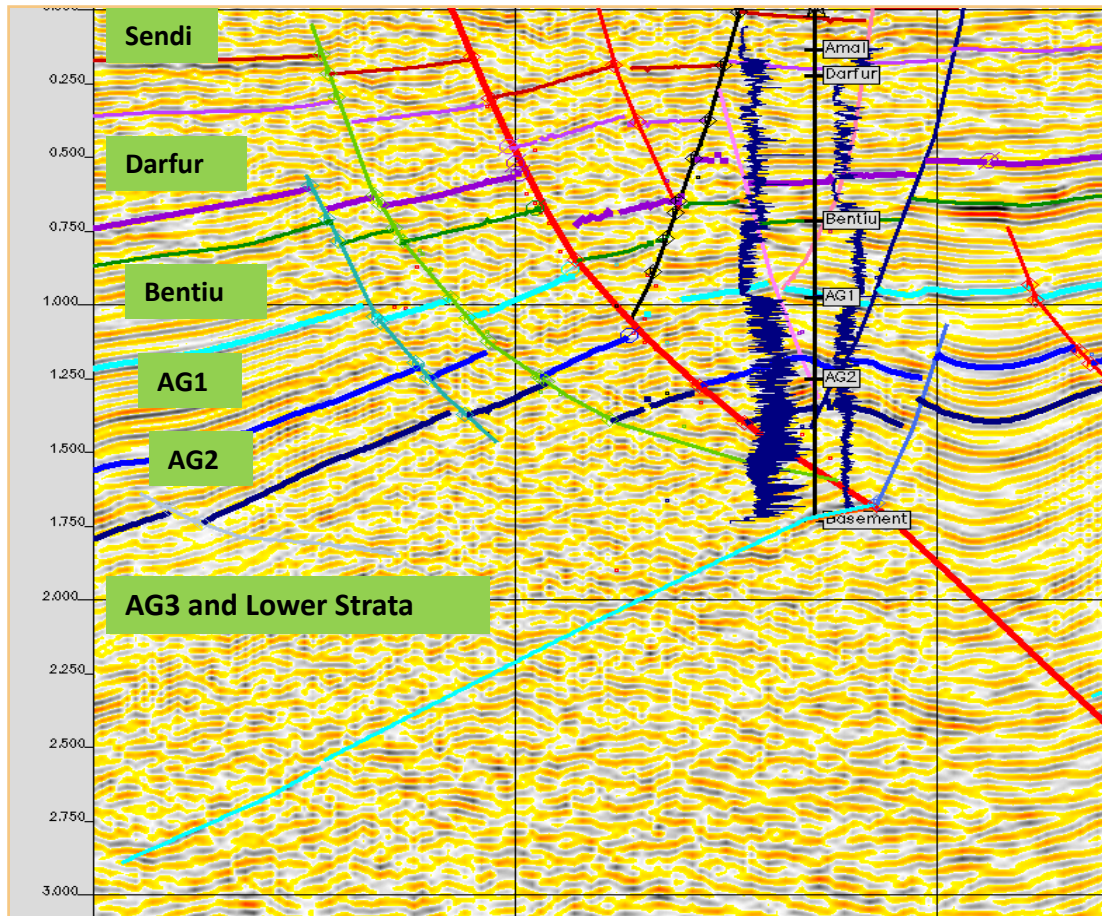 0.000
Sendi
Amal
0.250
Darfur
0.500
Darfur
0.750
Bentiu
Bentiu
1.000
AG1
AG1
1.250
AG2
AG2
1.500
1.750
Basement
2.000
AG3 and Lower Strata
2.250
2.500
2.750
3.000